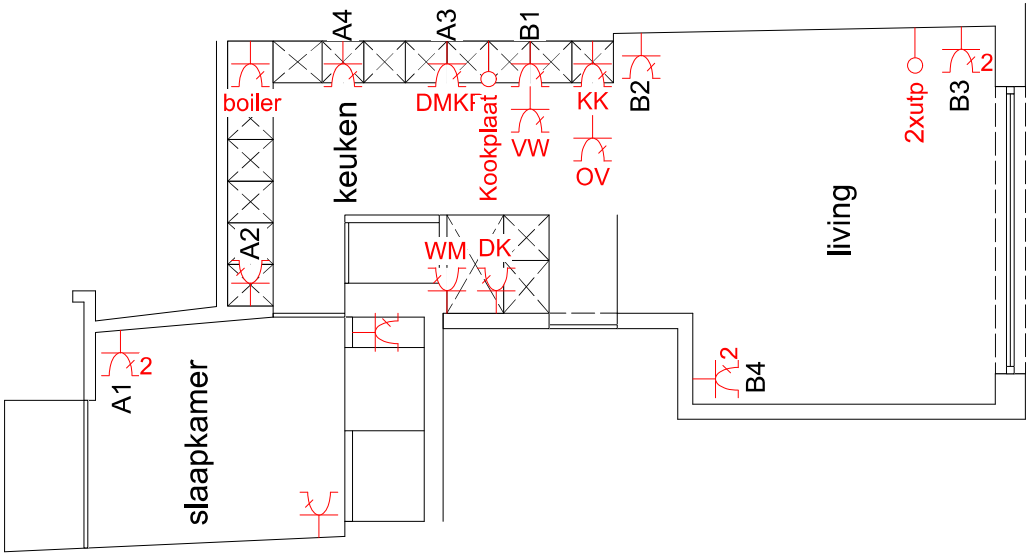 A4
A3
B1
boiler
DMKF
Kookplaat
KK
VW
OV
B2
2xutp
2
B3
keuken
living
A2
WM
DK
2
A1
slaapkamer
2
B4